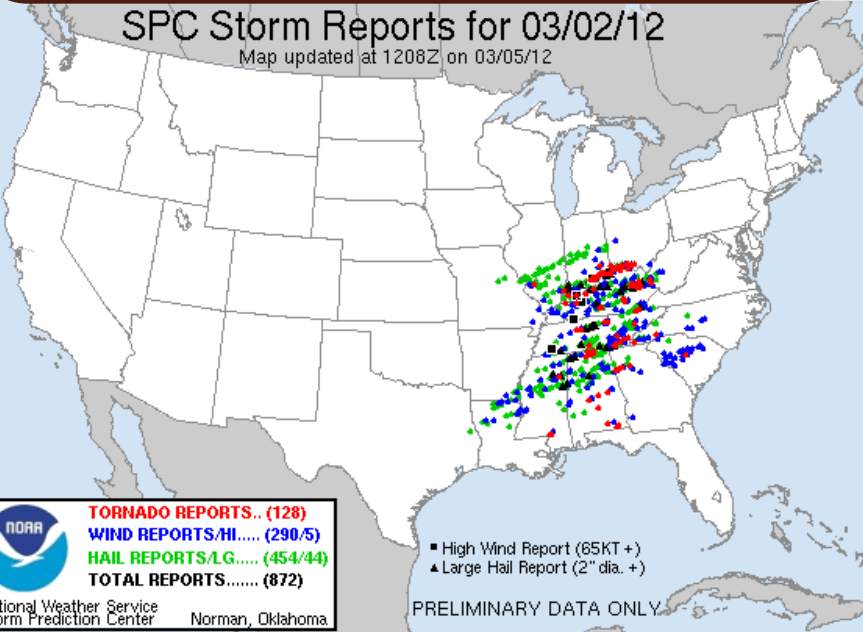 SPC Storm Reports for 03/02/12
Map updated at 1208Z on 03/05/12
NOAA
TORNADO REPORTS.. (128)
WIND REPORTS/HI..... (290/5)
HAIL REPORTS/LG..... (454/44)
TOTAL REPORTS....... (872)
tional Weather Service
orm Prediction Center Norman, Oklahoma
High Wind Report (65KT +)
Large Hail Report (2" dia. +)
PRELIMINARY DATA ONLY